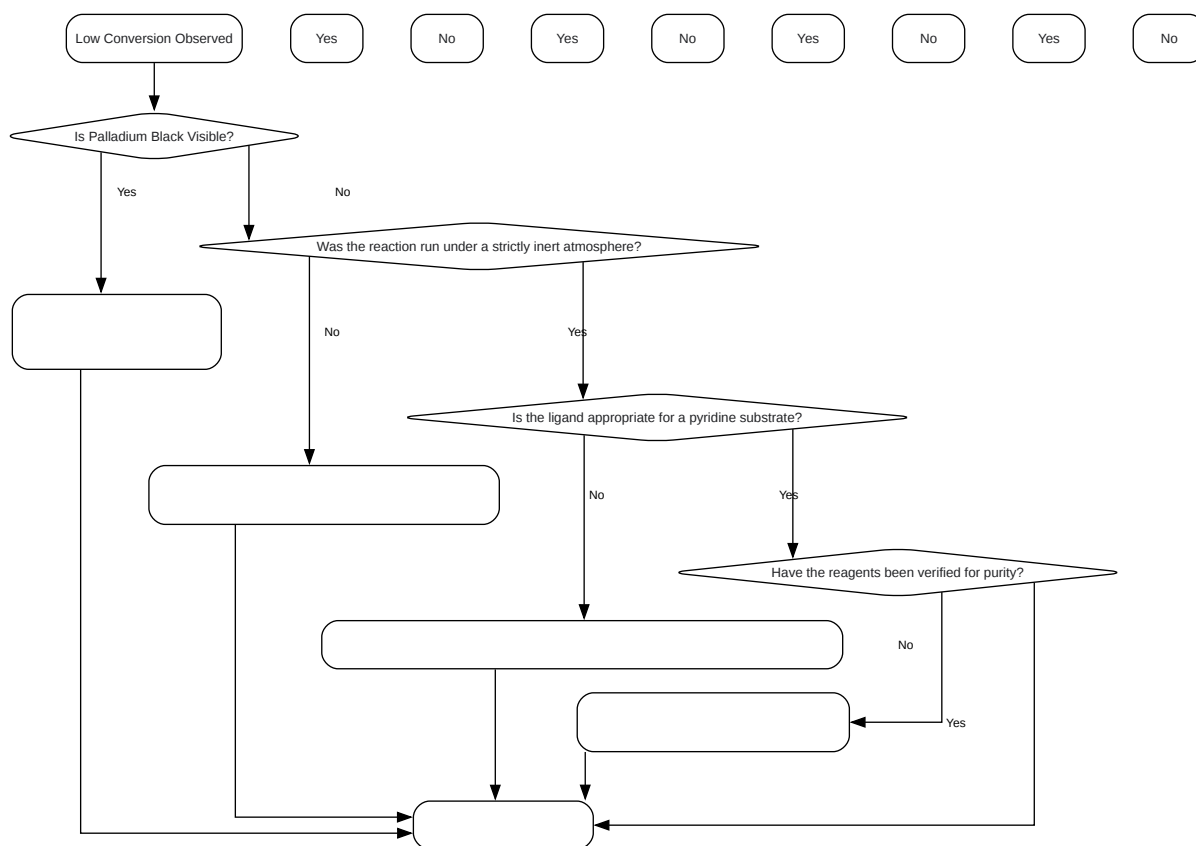 Low Conversion Observed
Yes
No
Yes
No
Yes
No
Yes
No
Is Palladium Black Visible?
Yes
No
Was the reaction run under a strictly inert atmosphere?
No
Yes
Is the ligand appropriate for a pyridine substrate?
No
Yes
Have the reagents been verified for purity?
No
Yes